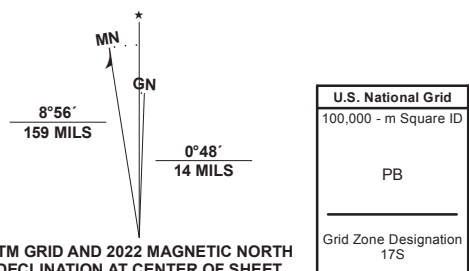 ★
MN
GN
8°56´
159 MILS
0°48´
14 MILS
TM GRID AND 2022 MAGNETIC NORTH
DECLINATION AT CENTER OF SHEET
U.S. National Grid
100,000 - m Square ID
PB
Grid Zone Designation
17S